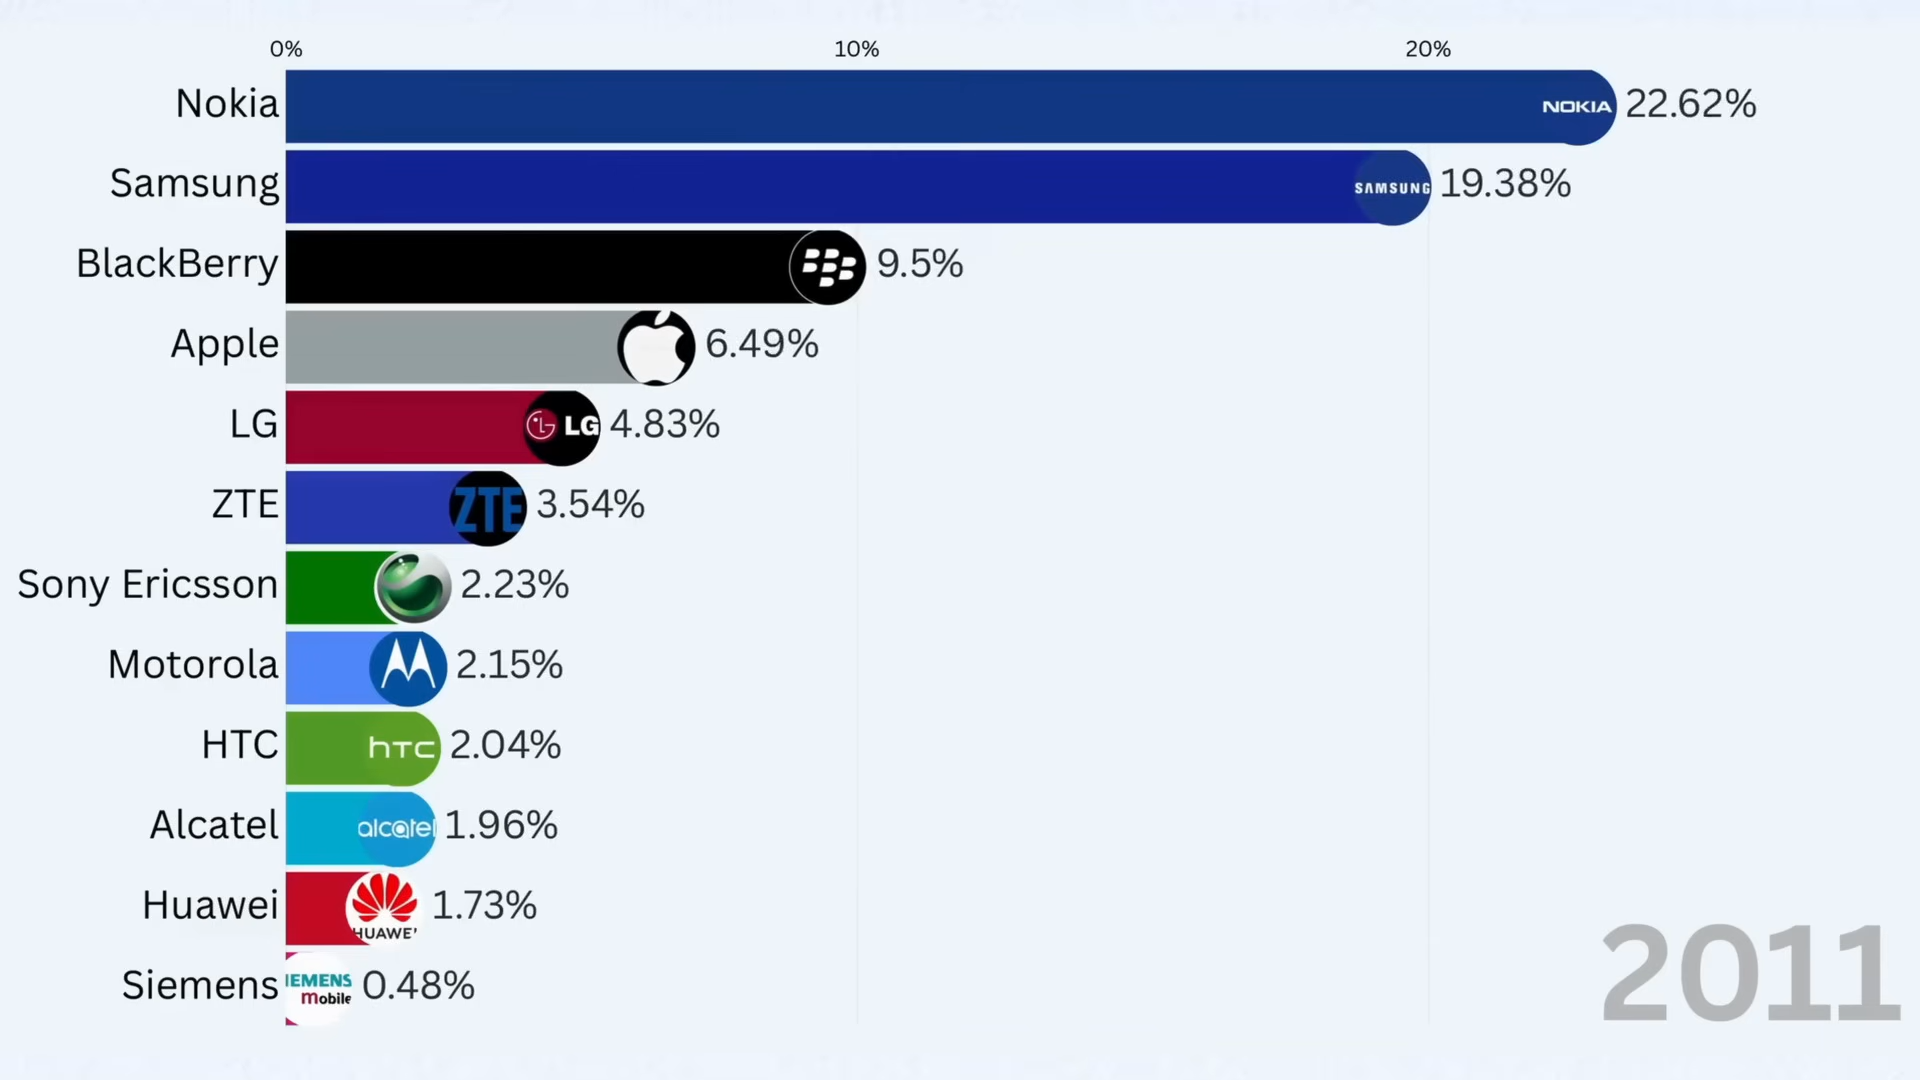 0% 10% 20%
Nokia NOKIA 22.62%
Samsung SAMSUNG 19.38%
BlackBerry 9.5%
Apple 6.49%
LG LG 4.83%
ZTE ZTE 3.54%
Sony Ericsson 2.23%
Motorola 2.15%
HTC hTC 2.04%
Alcatel alcatel 1.96%
Huawei HUAWEI 1.73%
Siemens IEMENS 0.48%
mobile
2011